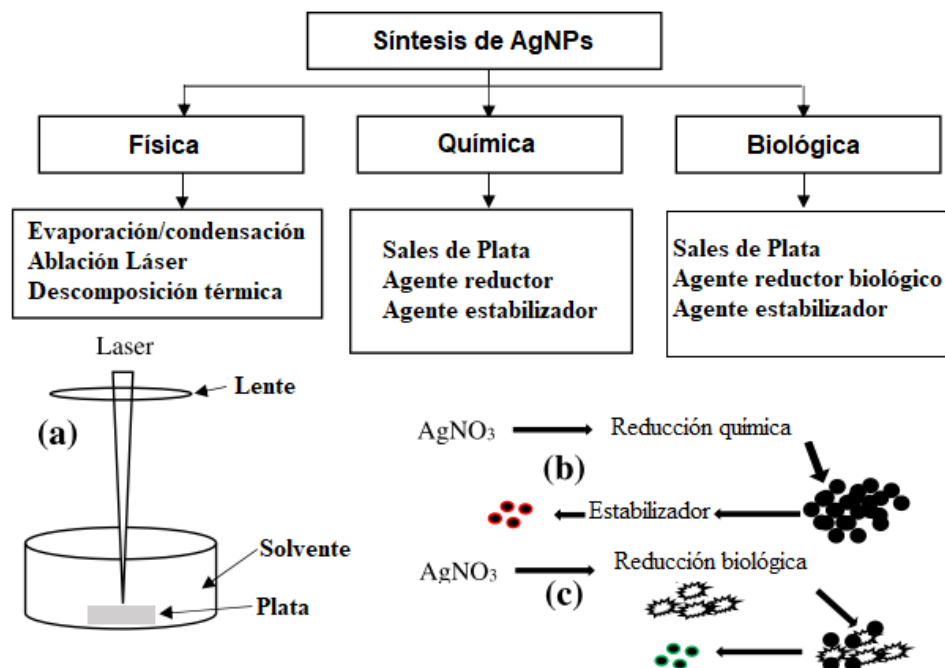 Síntesis de AgNPs
Física
Química
Biológica
Evaporación/condensación
Ablación Láser
Descomposición térmica
Sales de Plata
Agente reductor
Agente estabilizador
Sales de Plata
Agente reductor biológico
Agente estabilizador
Laser
Lente
(a)
Solvente
Plata
AgNO₃
Reducción química
(b)
Estabilizador
AgNO₃
Reducción biológica
(c)